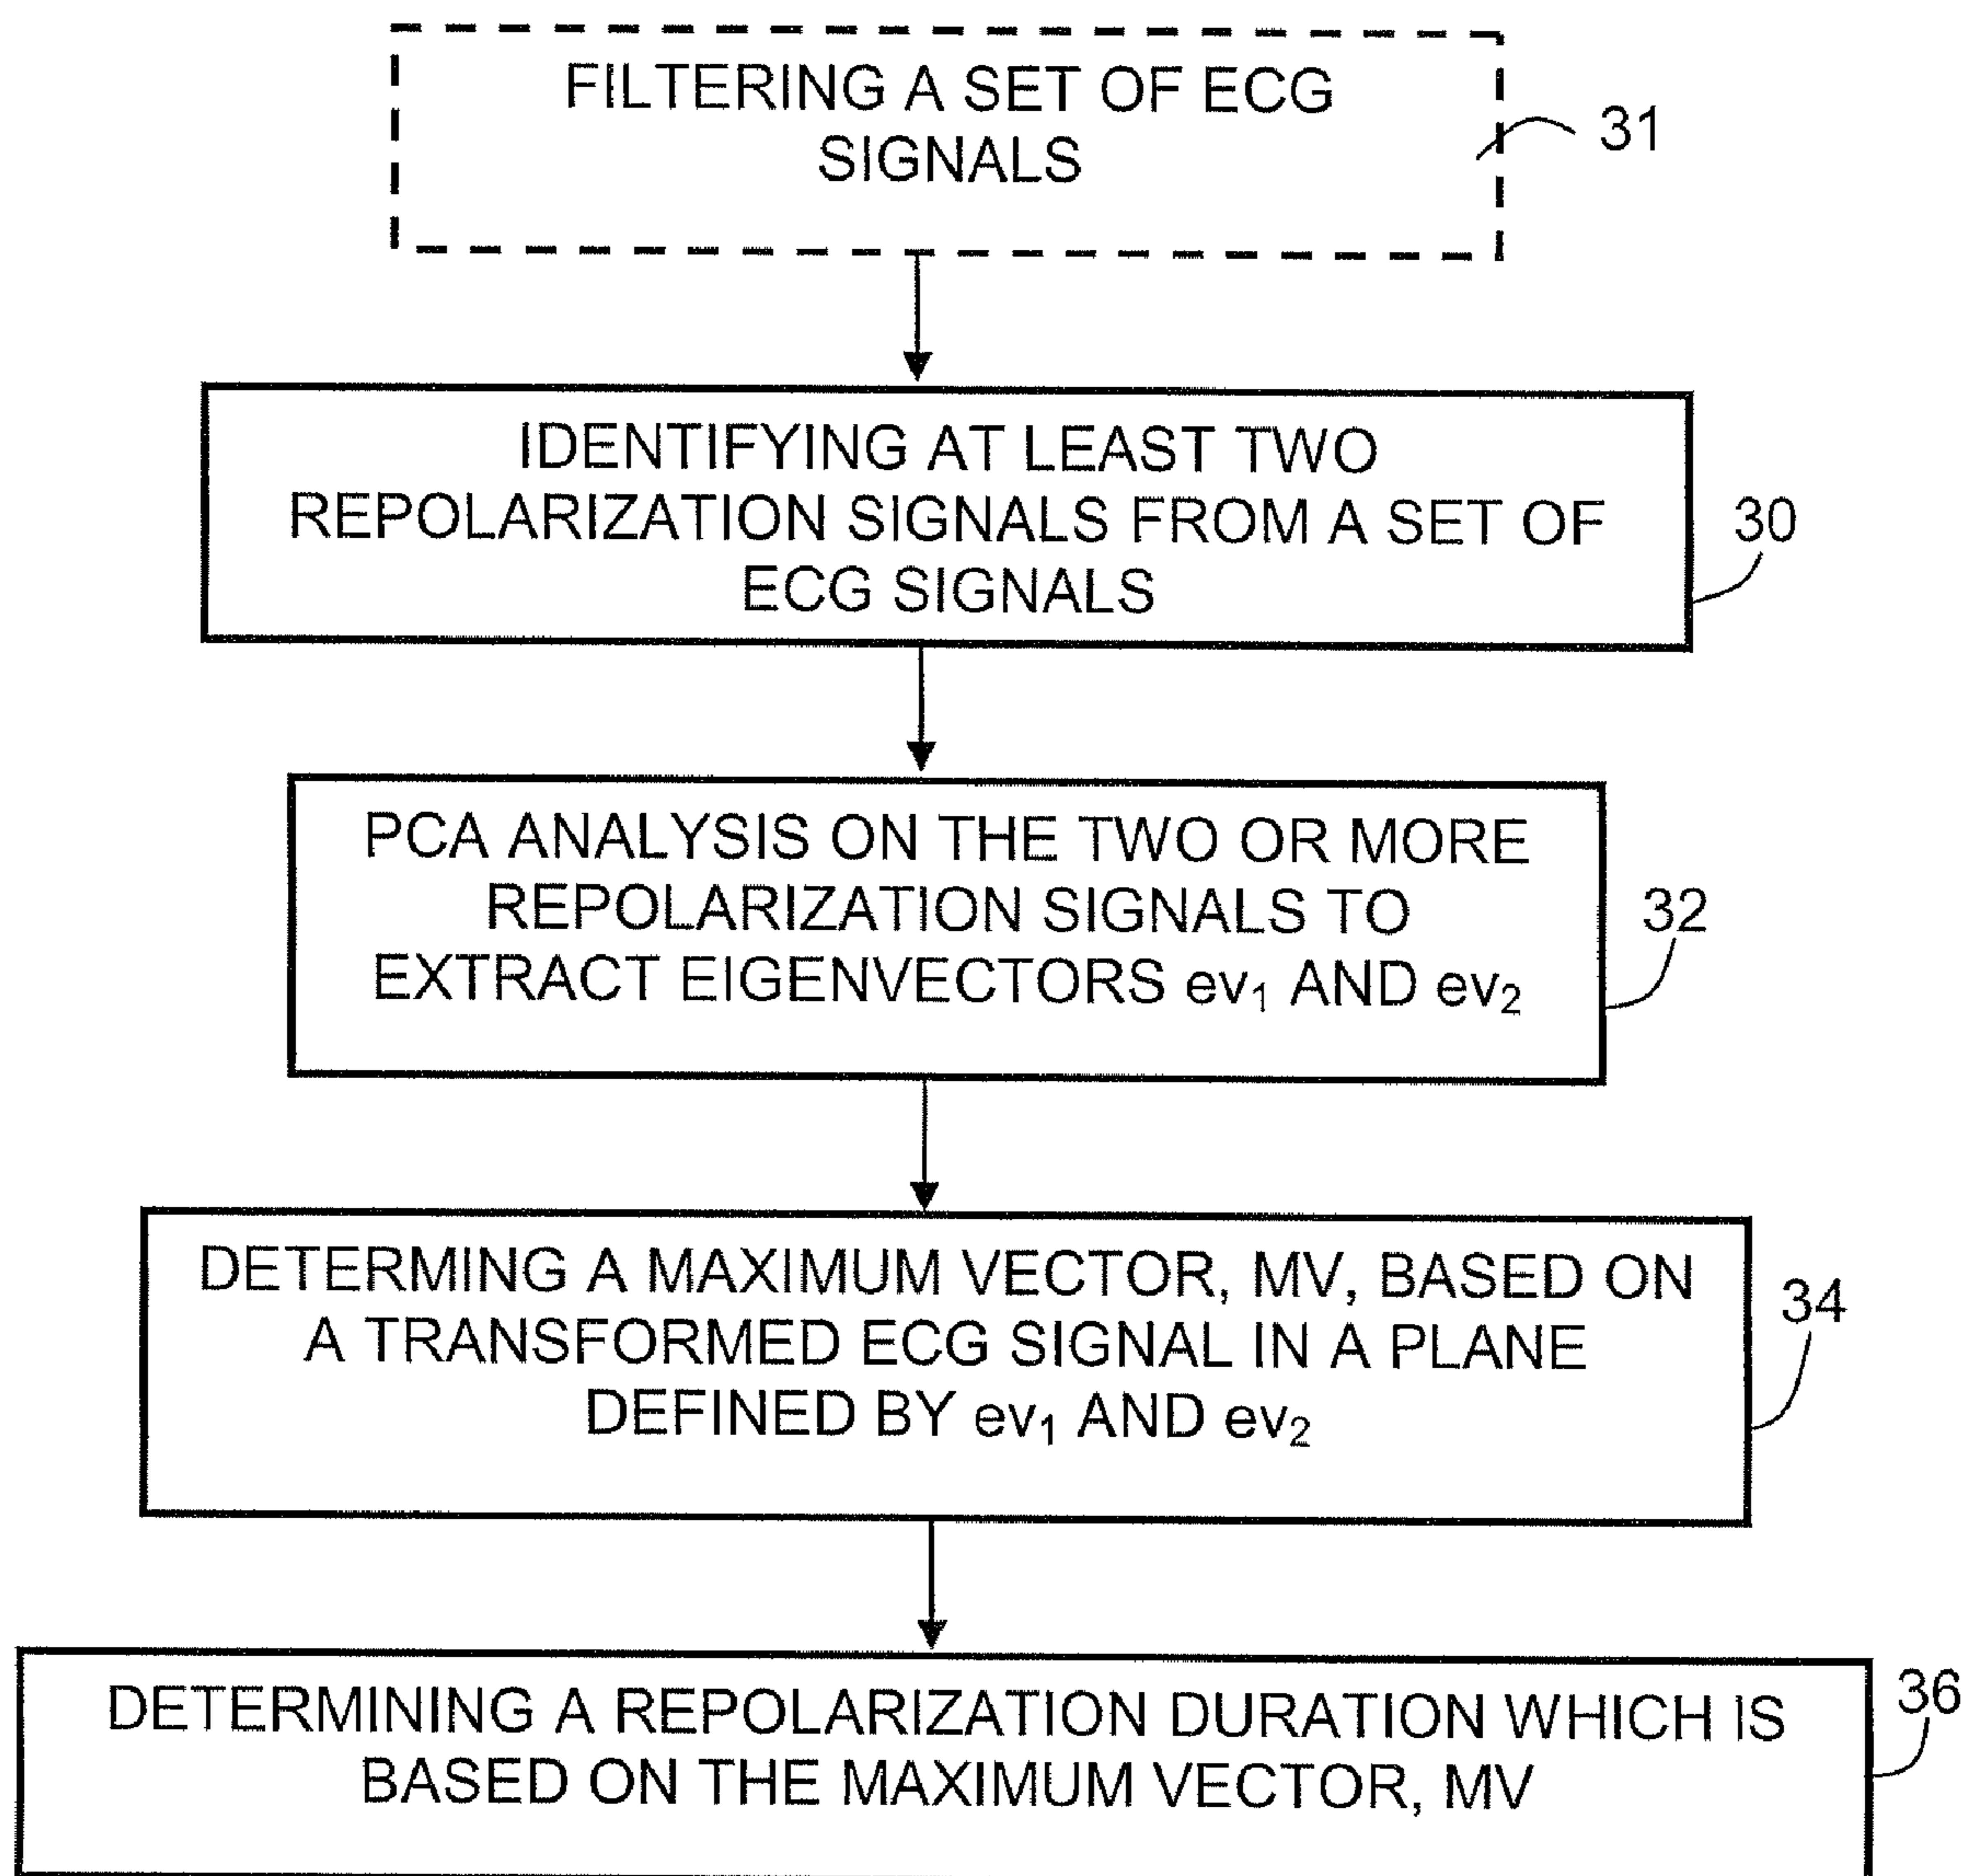 FILTERING A SET OF ECG
SIGNALS
31
IDENTIFYING AT LEAST TWO
REPOLARIZATION SIGNALS FROM A SET OF
ECG SIGNALS
30
PCA ANALYSIS ON THE TWO OR MORE
REPOLARIZATION SIGNALS TO
EXTRACT EIGENVECTORS ev₁ AND ev₂
32
DETERMING A MAXIMUM VECTOR, MV, BASED ON
A TRANSFORMED ECG SIGNAL IN A PLANE
DEFINED BY ev₁ AND ev₂
34
DETERMINING A REPOLARIZATION DURATION WHICH IS
BASED ON THE MAXIMUM VECTOR, MV
36